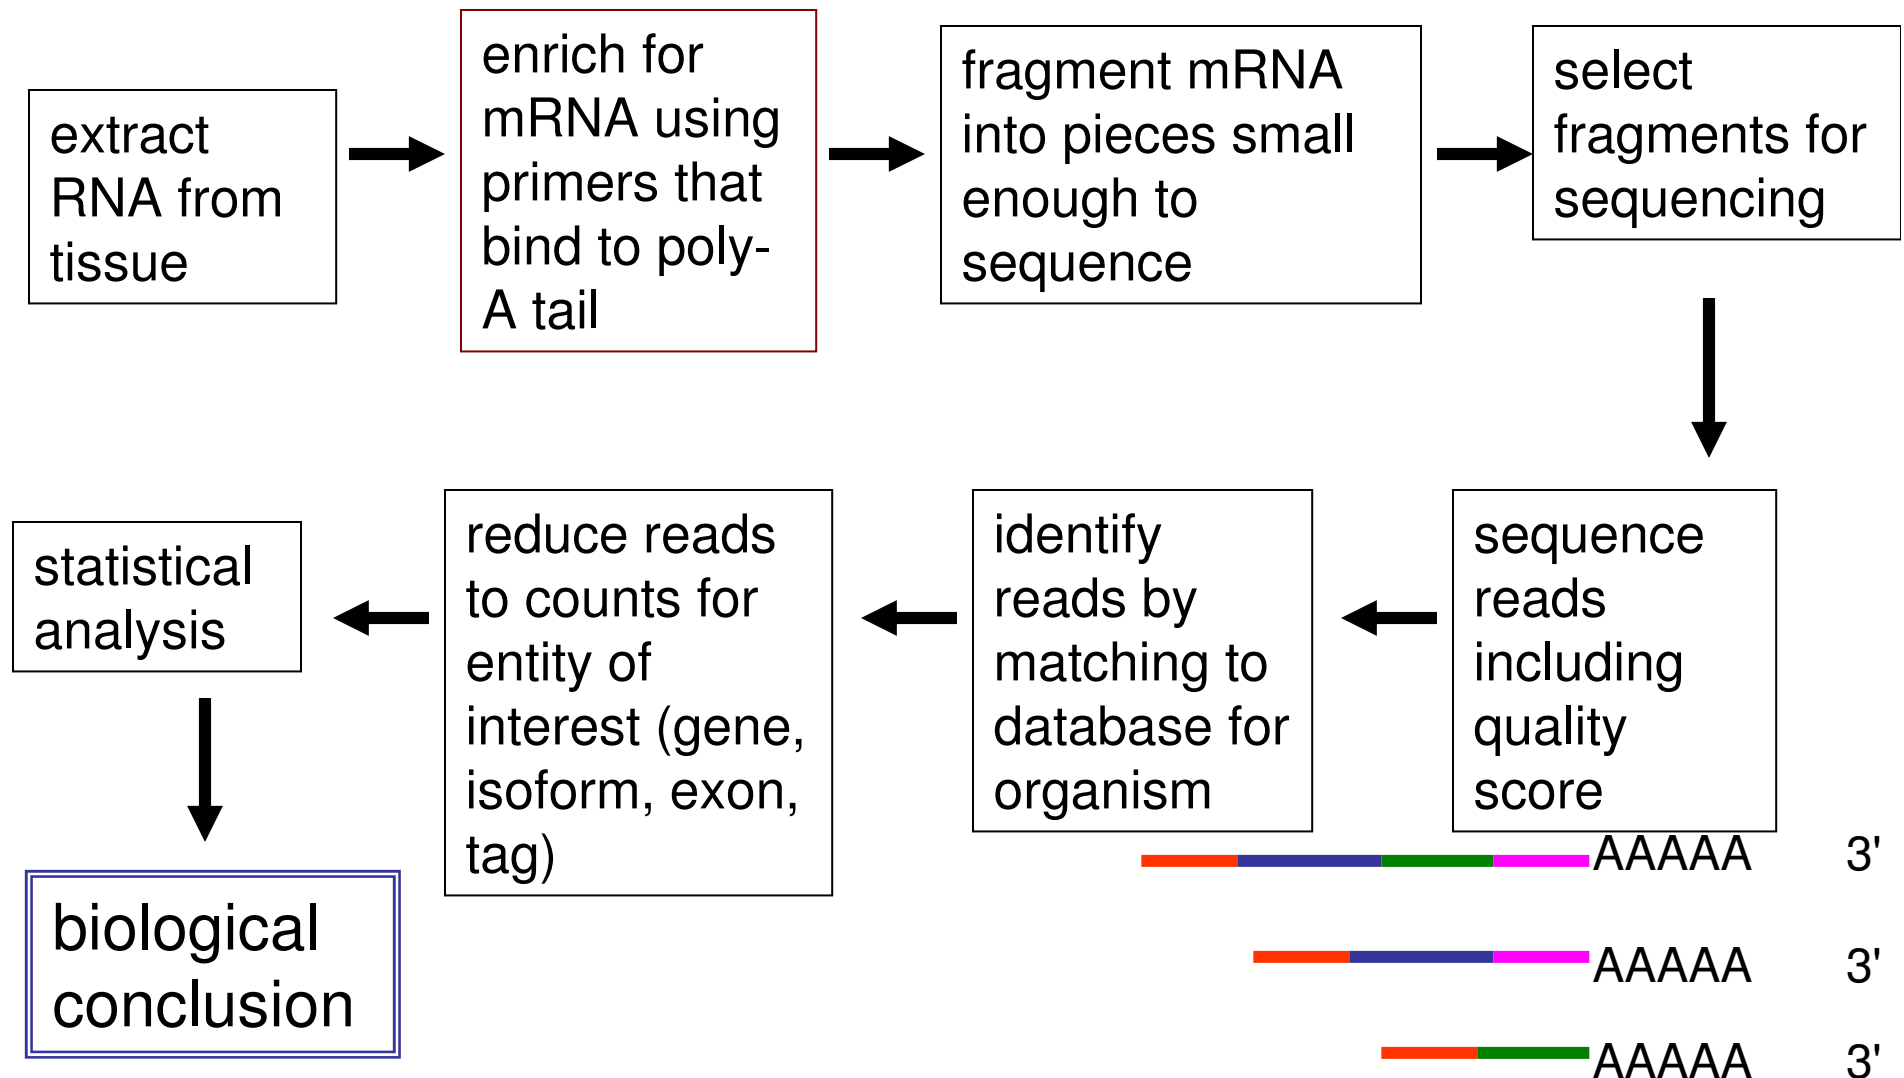 extract
RNA from
tissue
enrich for
mRNA using
primers that
bind to poly-
A tail
fragment mRNA
into pieces small
enough to
sequence
select
fragments for
sequencing
sequence
reads
including
quality
score
identify
reads by
matching to
database for
organism
reduce reads
to counts for
entity of
interest (gene,
isoform, exon,
tag)
statistical
analysis
biological
conclusion
AAAAA 3'
AAAAA 3'
AAAAA 3'